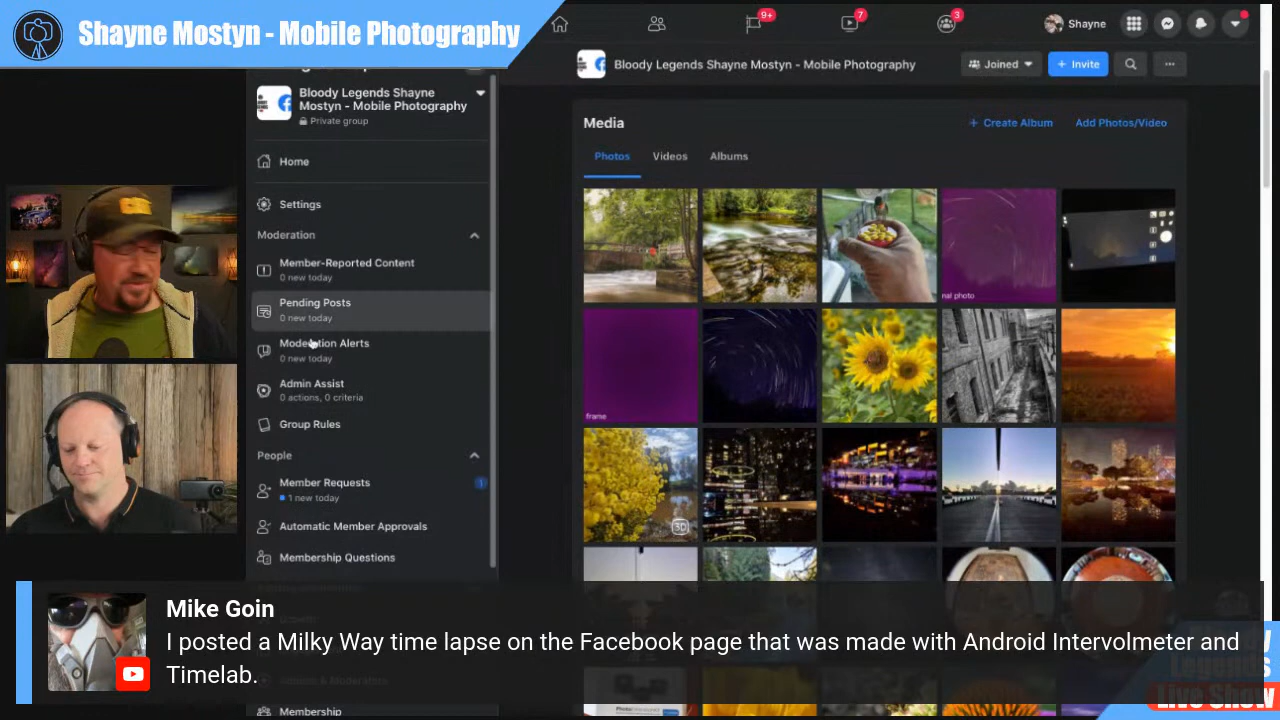 Shayne Mostyn - Mobile Photography
9+
7
3
Shayne
Bloody Legends Shayne Mostyn - Mobile Photography
Joined
+ Invite
Bloody Legends Shayne
Mostyn - Mobile Photography
Private group
Home
Settings
Moderation
Member-Reported Content
0 new today
Pending Posts
0 new today
Moderation Alerts
0 new today
Admin Assist
0 actions, 0 criteria
Group Rules
People
Member Requests
1
1 new today
Automatic Member Approvals
Membership Questions
Membership
Media
+ Create Album
Add Photos/Video
Photos
Videos
Albums
nal photo
frame
3D
Mike Goin
I posted a Milky Way time lapse on the Facebook page that was made with Android Intervolmeter and
Timelab.
Legends
Live Show